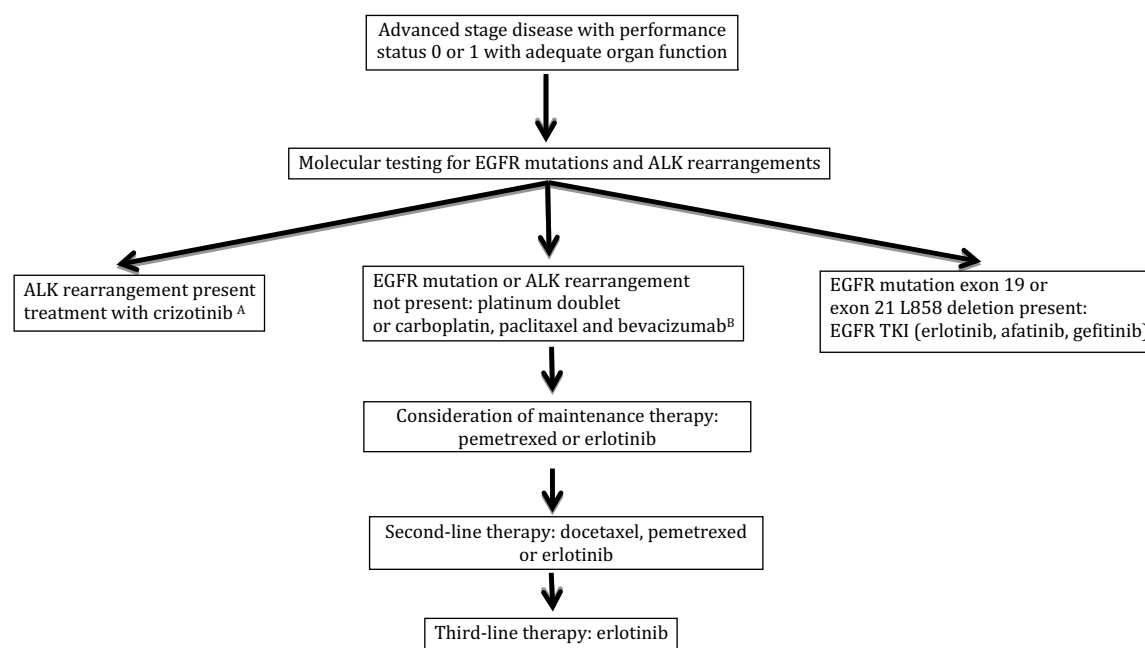 Advanced stage disease with performance
status 0 or 1 with adequate organ function
Molecular testing for EGFR mutations and ALK rearrangements
ALK rearrangement present
treatment with crizotinib A
EGFR mutation or ALK rearrangement
not present: platinum doublet
or carboplatin, paclitaxel and bevacizumabB
EGFR mutation exon 19 or
exon 21 L858 deletion present:
EGFR TKI (erlotinib, afatinib, gefitinib)
Consideration of maintenance therapy:
pemetrexed or erlotinib
Second-line therapy: docetaxel, pemetrexed
or erlotinib
Third-line therapy: erlotinib